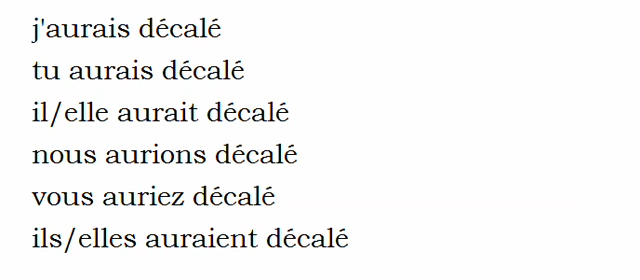 j'aurais décalé
tu aurais décalé
il/elle aurait décalé
nous aurions décalé
vous auriez décalé
ils/elles auraient décalé